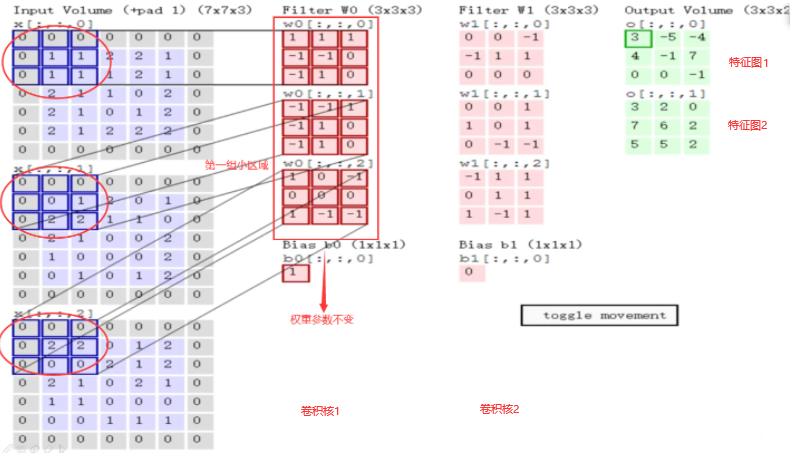 Input Volume (+pad 1) (7x7x3)
x[:,:,0]
0 0 0 0 0 0 0
0 1 1 2 2 1 0
0 1 1 1 2 1 0
0 2 1 1 0 2 0
0 2 1 0 1 2 0
0 2 1 2 2 2 0
0 0 0 0 0 0 0
x[:,:,1]
0 0 0 0 0 0 0
0 0 1 2 0 1 0
0 2 2 1 1 0 0
0 2 1 0 0 2 0
0 1 0 0 0 2 0
0 0 1 0 1 2 0
0 0 0 0 0 0 0
x[:,:,2]
0 0 0 0 0 0 0
0 2 2 0 1 2 0
0 0 0 2 1 2 0
0 2 1 0 2 1 0
0 1 1 0 0 0 0
0 0 0 1 1 1 0
0 0 0 0 0 0 0
第一组小区域
Filter W0 (3x3x3)
w0[:,:,0]
1 1 1
-1 -1 0
-1 1 0
w0[:,:,1]
-1 -1 1
-1 1 0
-1 1 0
w0[:,:,2]
1 0 -1
0 0 0
1 -1 -1
Bias b0 (1x1x1)
b0[:,:,0]
1
权重参数不变
卷积核1
Filter W1 (3x3x3)
w1[:,:,0]
0 0 -1
-1 1 1
0 0 0
w1[:,:,1]
0 0 1
1 0 1
0 -1 -1
w1[:,:,2]
-1 1 1
0 1 1
1 -1 1
Bias b1 (1x1x1)
b1[:,:,0]
0
卷积核2
Output Volume (3x3x2
o[:,:,0]
3 -5 -4
4 -1 7
0 0 -1
特征图1
o[:,:,1]
3 2 0
7 6 2
5 5 2
特征图2
toggle movement